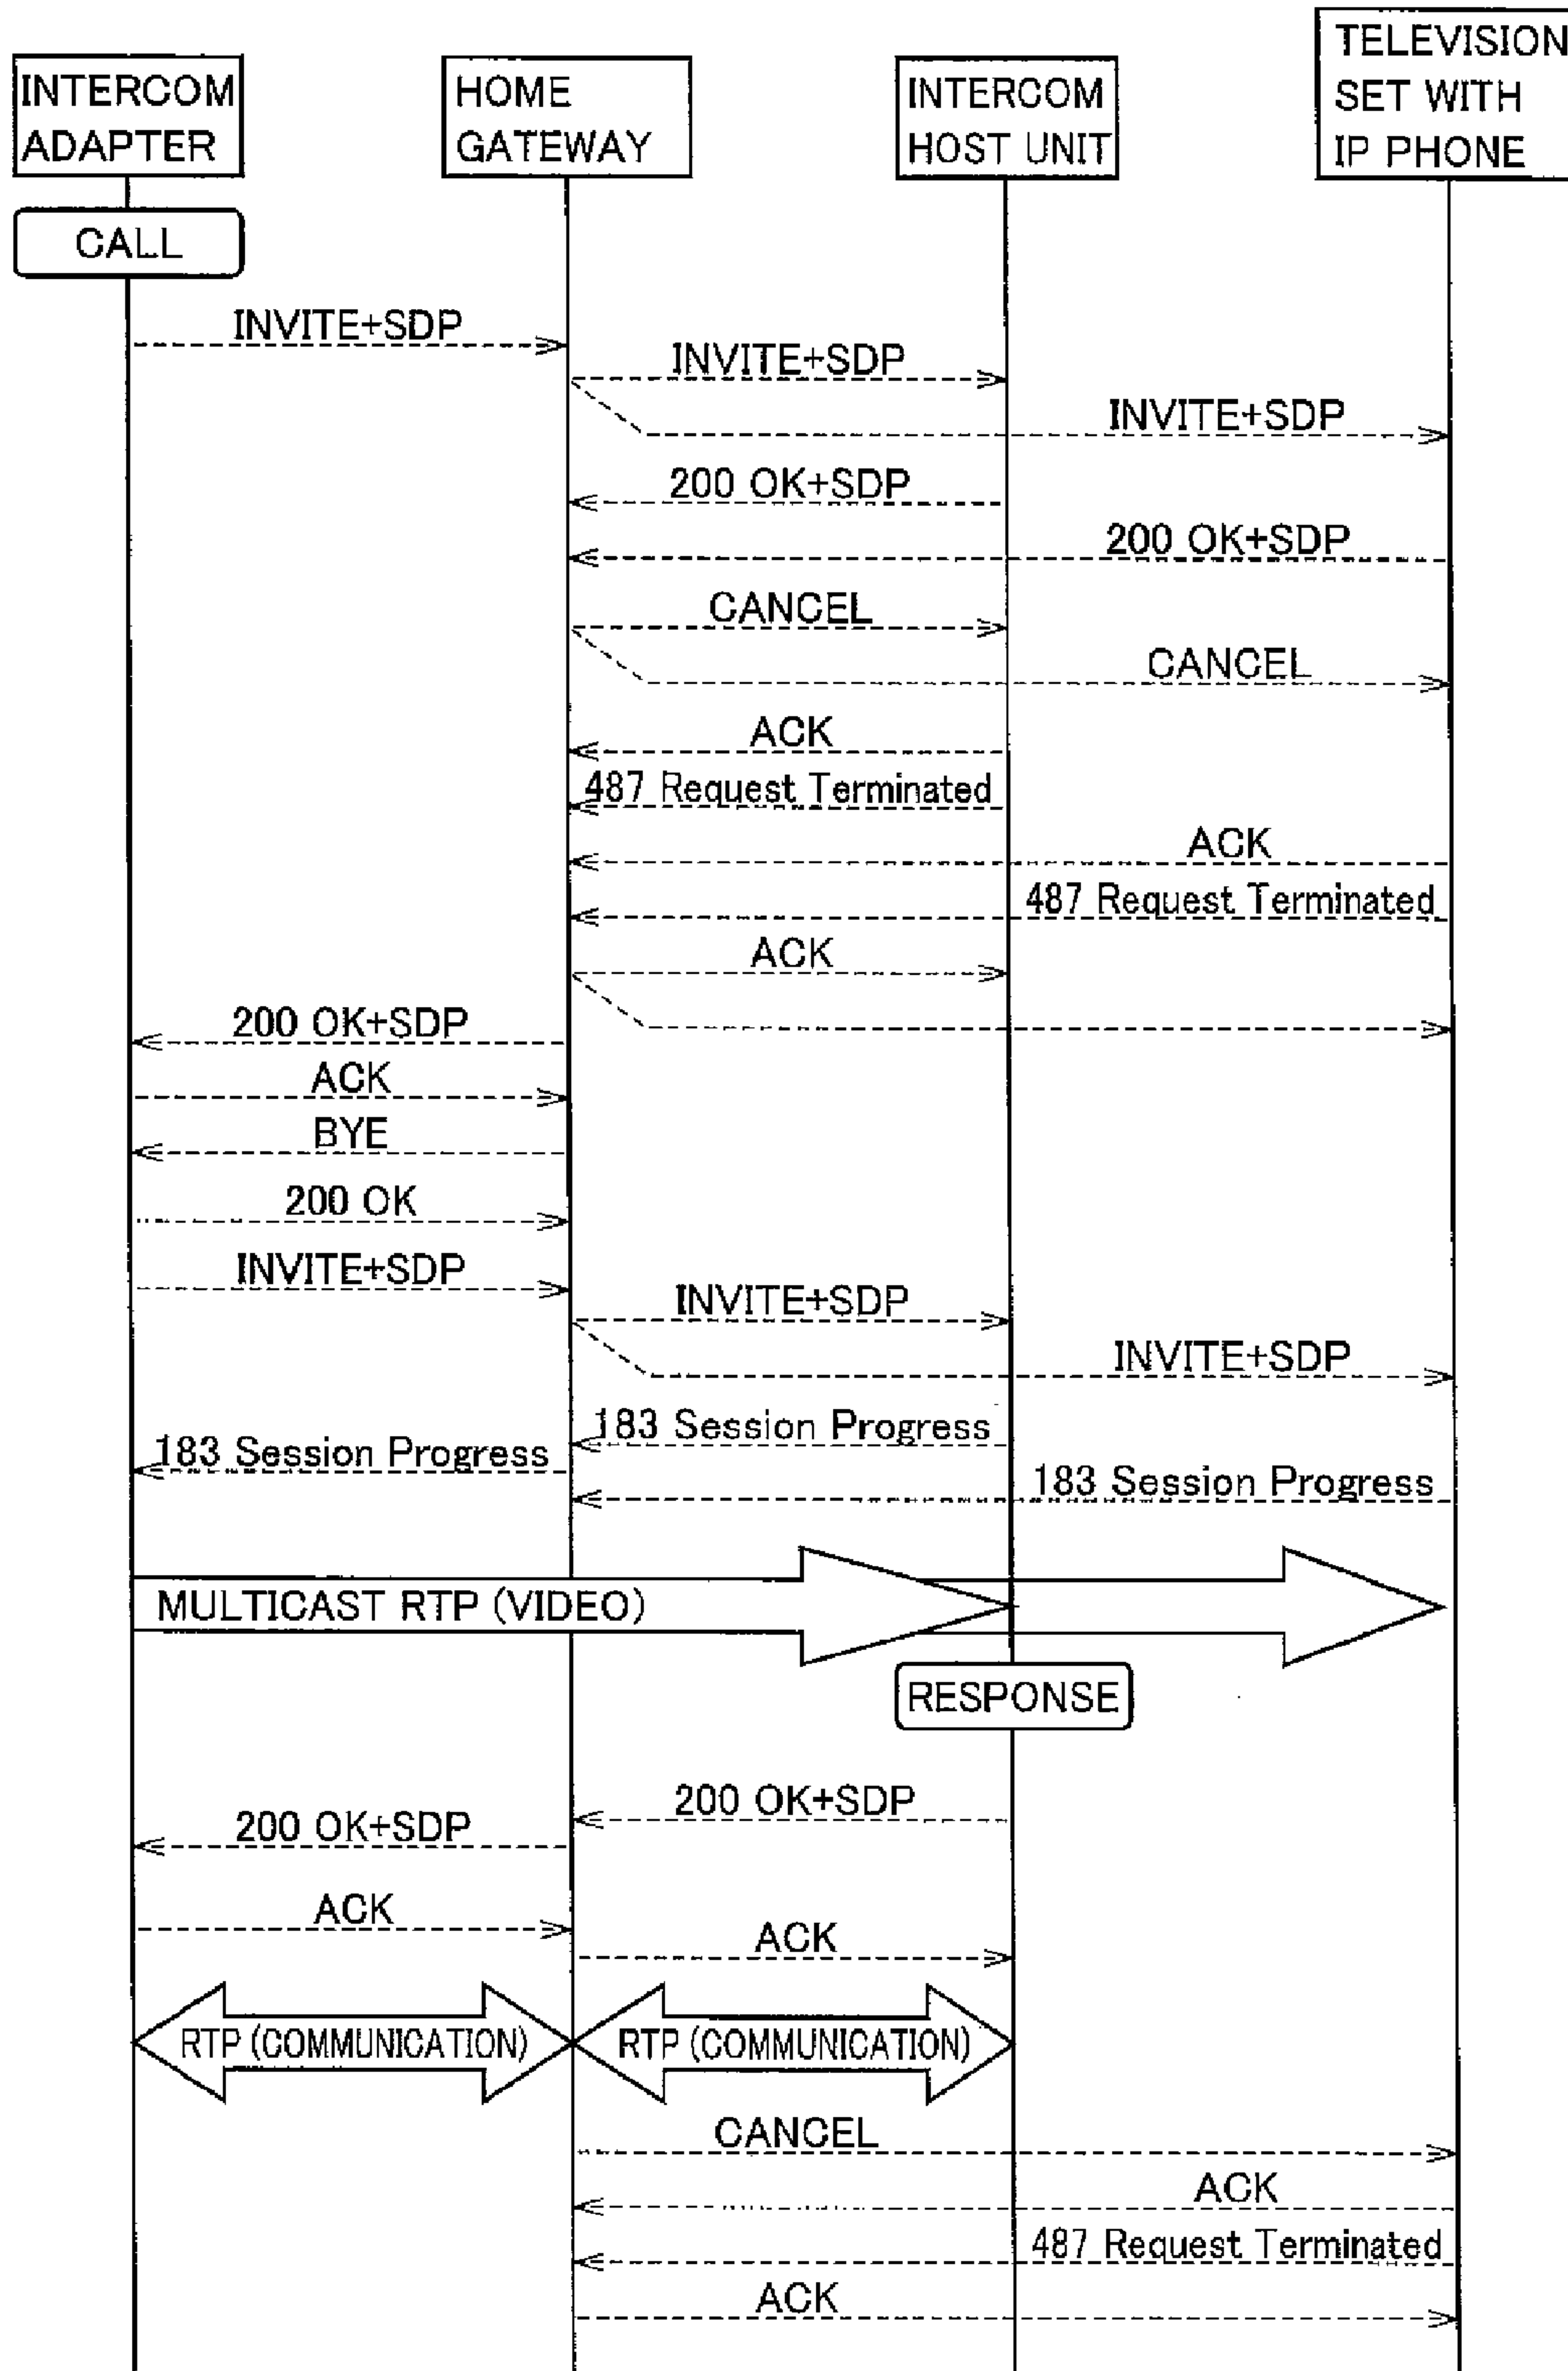 INTERCOM
ADAPTER
HOME
GATEWAY
INTERCOM
HOST UNIT
TELEVISION
SET WITH
IP PHONE
CALL
INVITE+SDP
INVITE+SDP
INVITE+SDP
200 OK+SDP
200 OK+SDP
CANCEL
CANCEL
ACK
487 Request Terminated
ACK
487 Request Terminated
ACK
200 OK+SDP
ACK
BYE
200 OK
INVITE+SDP
INVITE+SDP
INVITE+SDP
183 Session Progress
183 Session Progress
183 Session Progress
MULTICAST RTP (VIDEO)
RESPONSE
200 OK+SDP
200 OK+SDP
ACK
ACK
RTP (COMMUNICATION)
RTP (COMMUNICATION)
CANCEL
ACK
487 Request Terminated
ACK